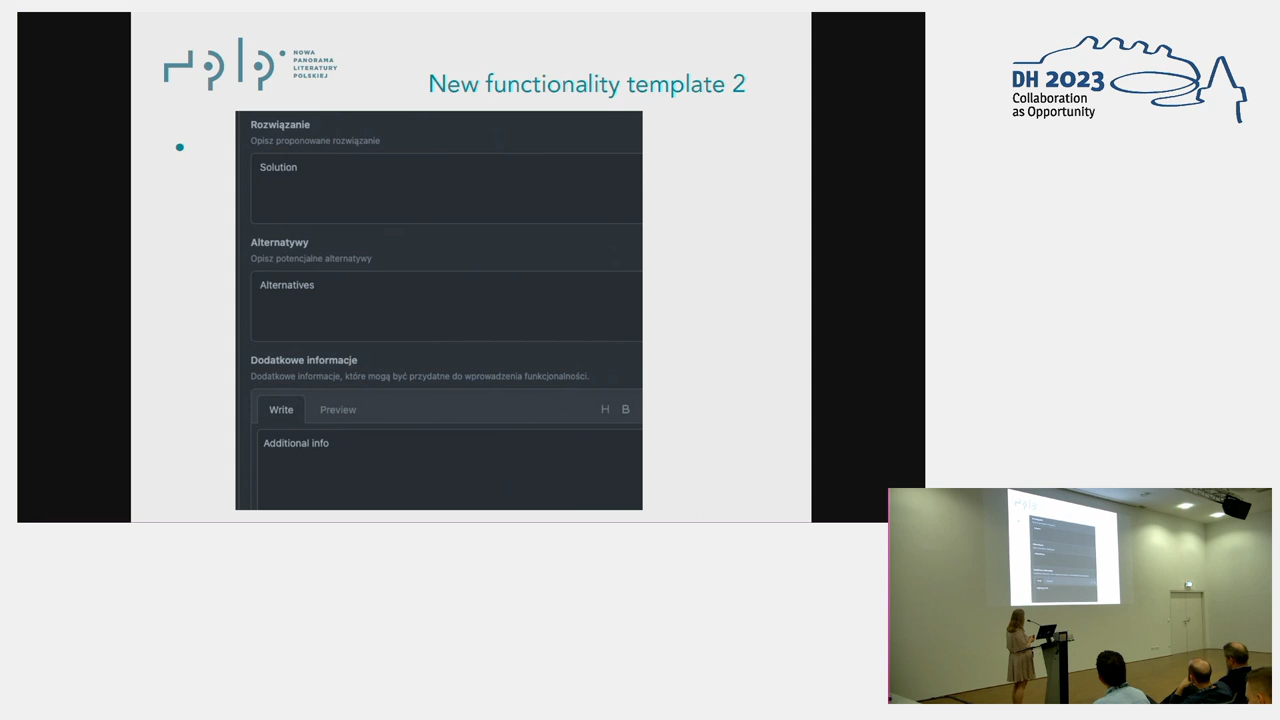 NOWA
PANORAMA
LITERATURY
POLSKIEJ
New functionality template 2
Rozwiązanie
Opisz proponowane rozwiązanie
Solution
Alternatywy
Opisz potencjalne alternatywy
Alternatives
Dodatkowe informacje
Dodatkowe informacje, które mogą być przydatne do wprowadzenia funkcjonalności.
Write Preview H B
Additional info
DH 2023
Collaboration
as Opportunity